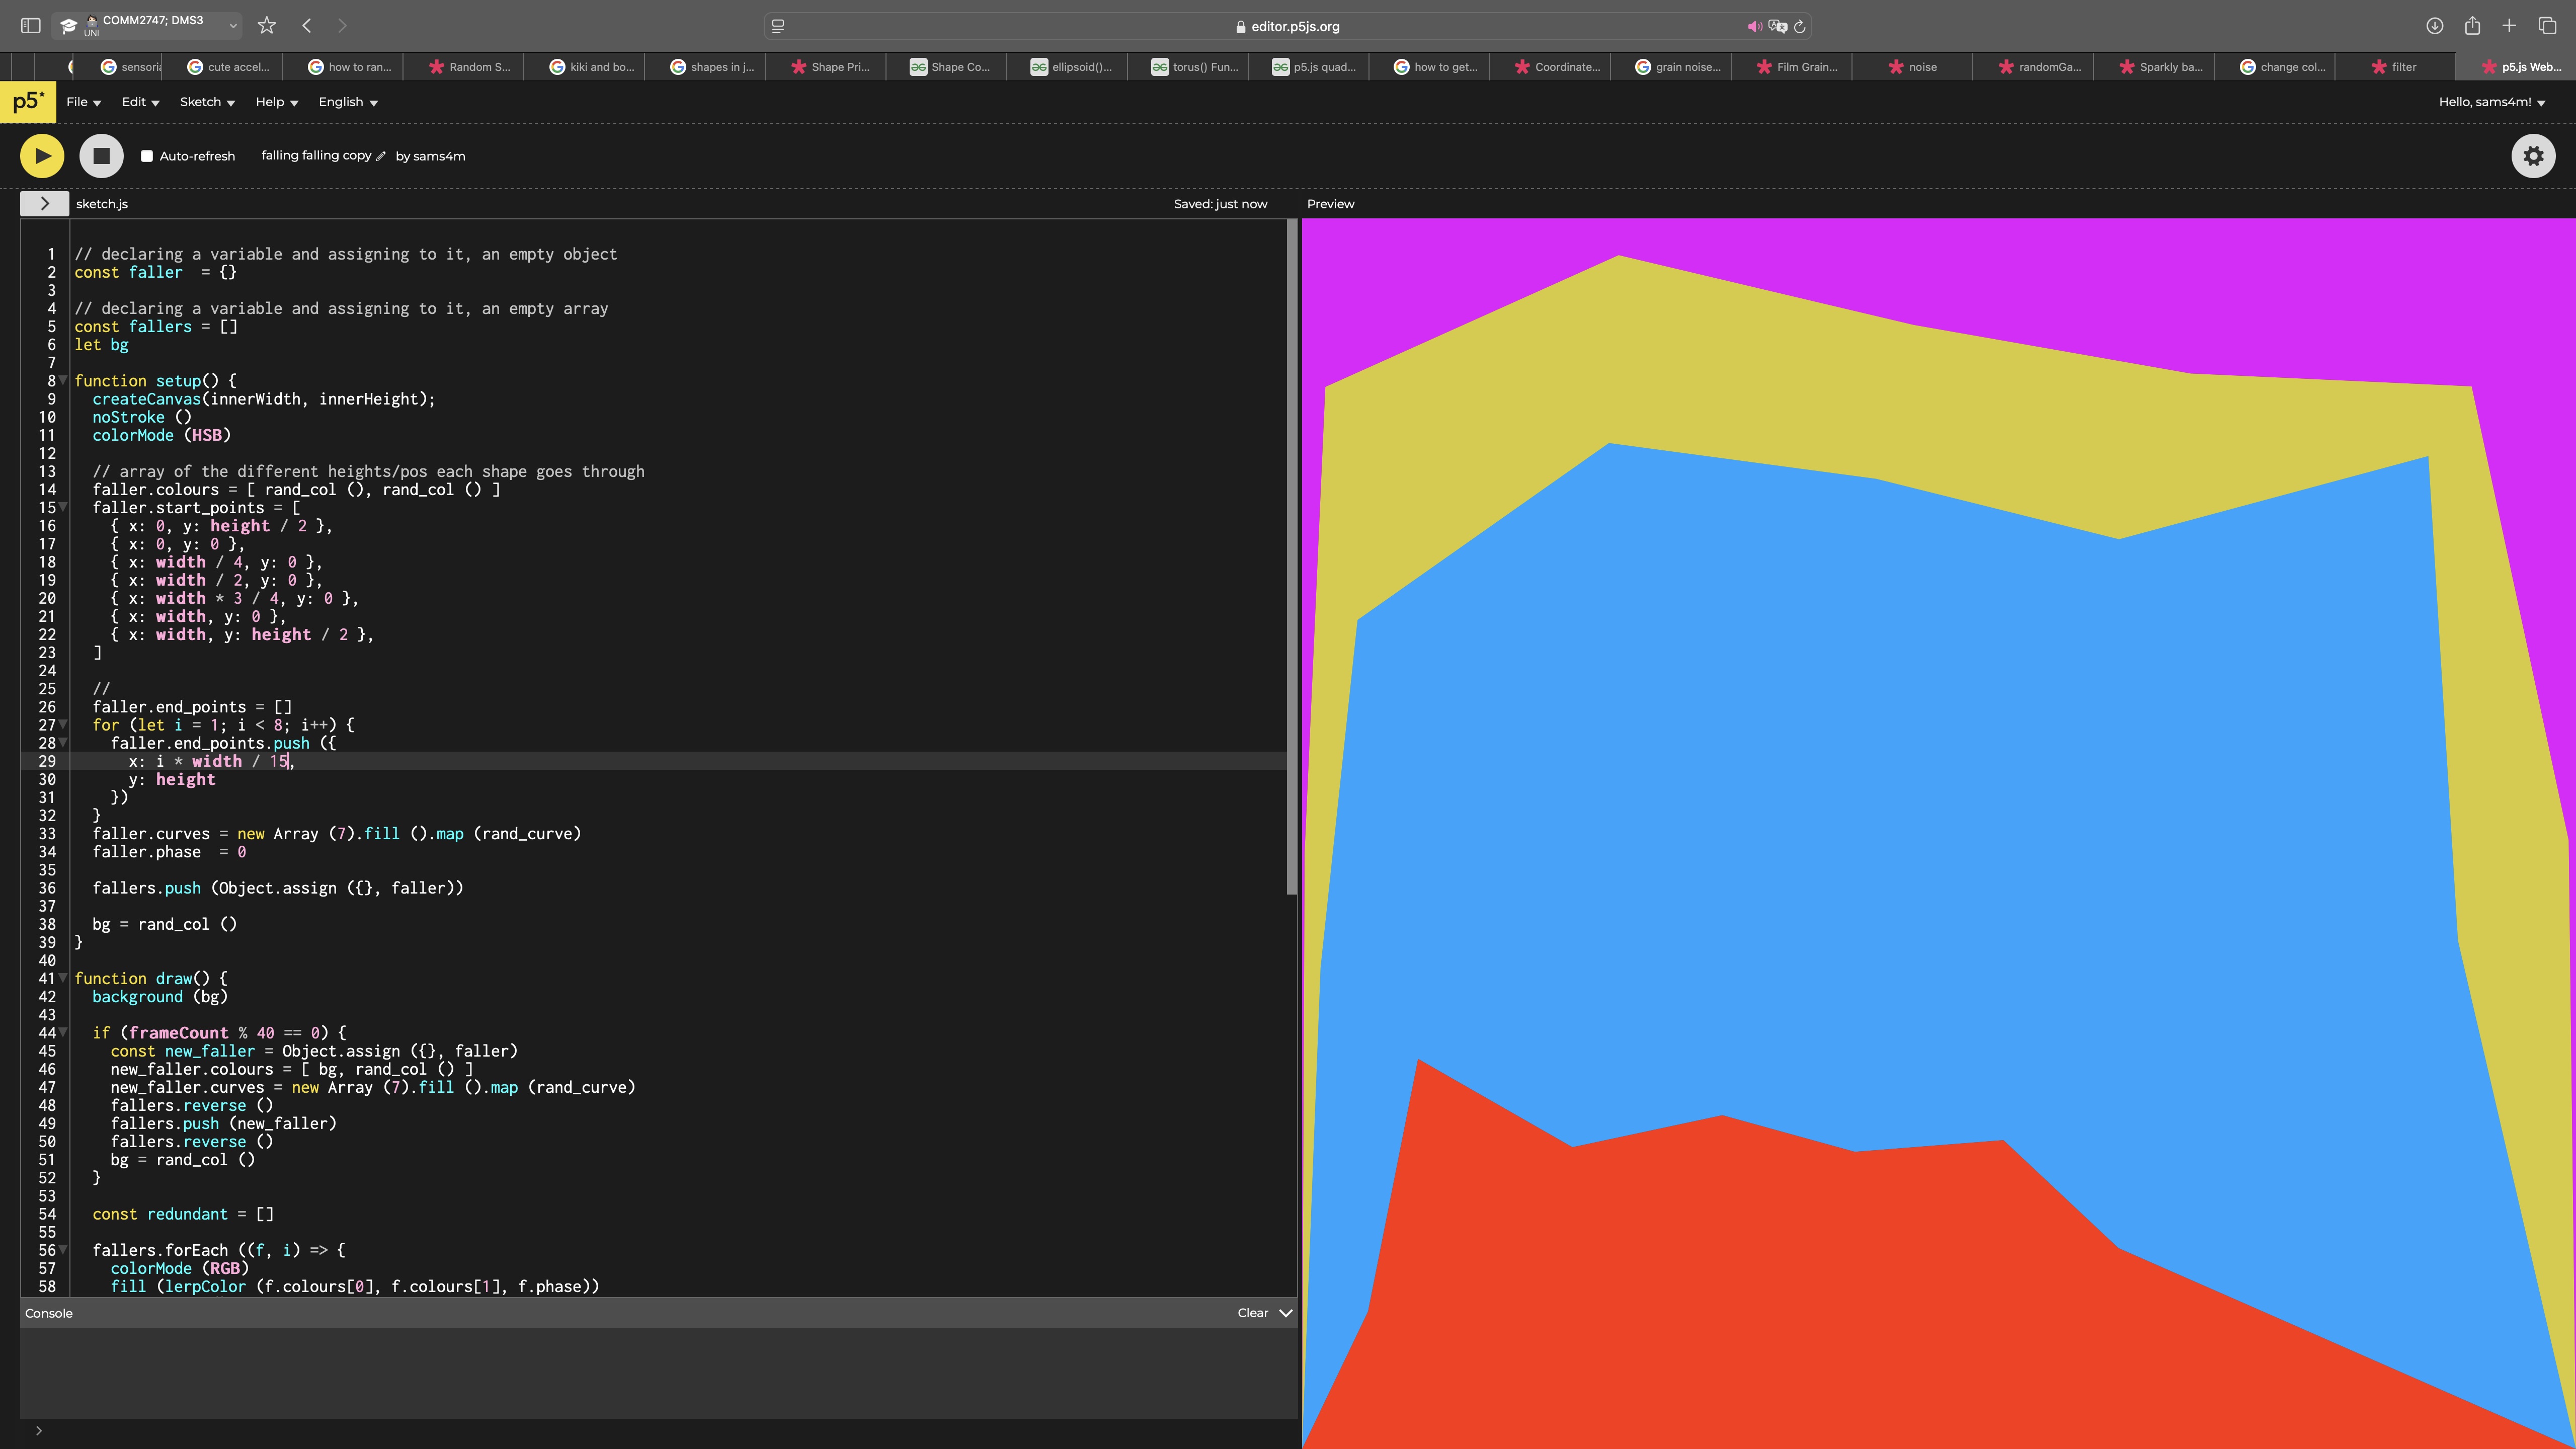 COMM2747; DMS3
UNI
editor.p5js.org
sensoria
cute accel...
how to ran...
Random S...
kiki and bo...
shapes in j...
Shape Pri...
Shape Co...
ellipsoid()...
torus() Fun...
p5.js quad...
how to get...
Coordinate...
grain noise...
Film Grain...
noise
randomGa...
Sparkly ba...
change col...
filter
p5.js Web...
p5* File Edit Sketch Help English Hello, sams4m!
Auto-refresh falling falling copy by sams4m
sketch.js Saved: just now Preview
1 // declaring a variable and assigning to it, an empty object
2 const faller  = {}
3
4 // declaring a variable and assigning to it, an empty array
5 const fallers = []
6 let bg
7
8 function setup() {
9   createCanvas(innerWidth, innerHeight);
10   noStroke ()
11   colorMode (HSB)
12
13   // array of the different heights/pos each shape goes through
14   faller.colours = [ rand_col (), rand_col () ]
15   faller.start_points = [
16     { x: 0, y: height / 2 },
17     { x: 0, y: 0 },
18     { x: width / 4, y: 0 },
19     { x: width / 2, y: 0 },
20     { x: width * 3 / 4, y: 0 },
21     { x: width, y: 0 },
22     { x: width, y: height / 2 },
23   ]
24
25   //
26   faller.end_points = []
27   for (let i = 1; i < 8; i++) {
28     faller.end_points.push ({
29       x: i * width / 15,
30       y: height
31     })
32   }
33   faller.curves = new Array (7).fill ().map (rand_curve)
34   faller.phase  = 0
35
36   fallers.push (Object.assign ({}, faller))
37
38   bg = rand_col ()
39 }
40
41 function draw() {
42   background (bg)
43
44   if (frameCount % 40 == 0) {
45     const new_faller = Object.assign ({}, faller)
46     new_faller.colours = [ bg, rand_col () ]
47     new_faller.curves = new Array (7).fill ().map (rand_curve)
48     fallers.reverse ()
49     fallers.push (new_faller)
50     fallers.reverse ()
51     bg = rand_col ()
52   }
53
54   const redundant = []
55
56   fallers.forEach ((f, i) => {
57     colorMode (RGB)
58     fill (lerpColor (f.colours[0], f.colours[1], f.phase))
Console Clear
>